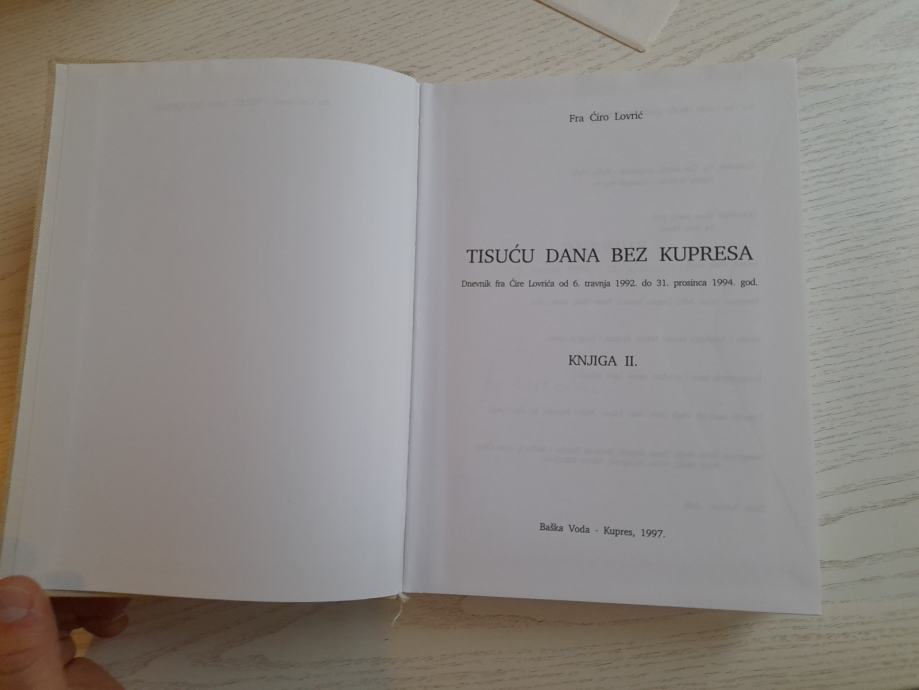 Fra Ćiro Lovrić
TISUĆU DANA BEZ KUPRESA
Dnevnik fra Ćire Lovrića od 6. travnja 1992. do 31. prosinca 1994. god.
KNJIGA II.
Baška Voda - Kupres, 1997.